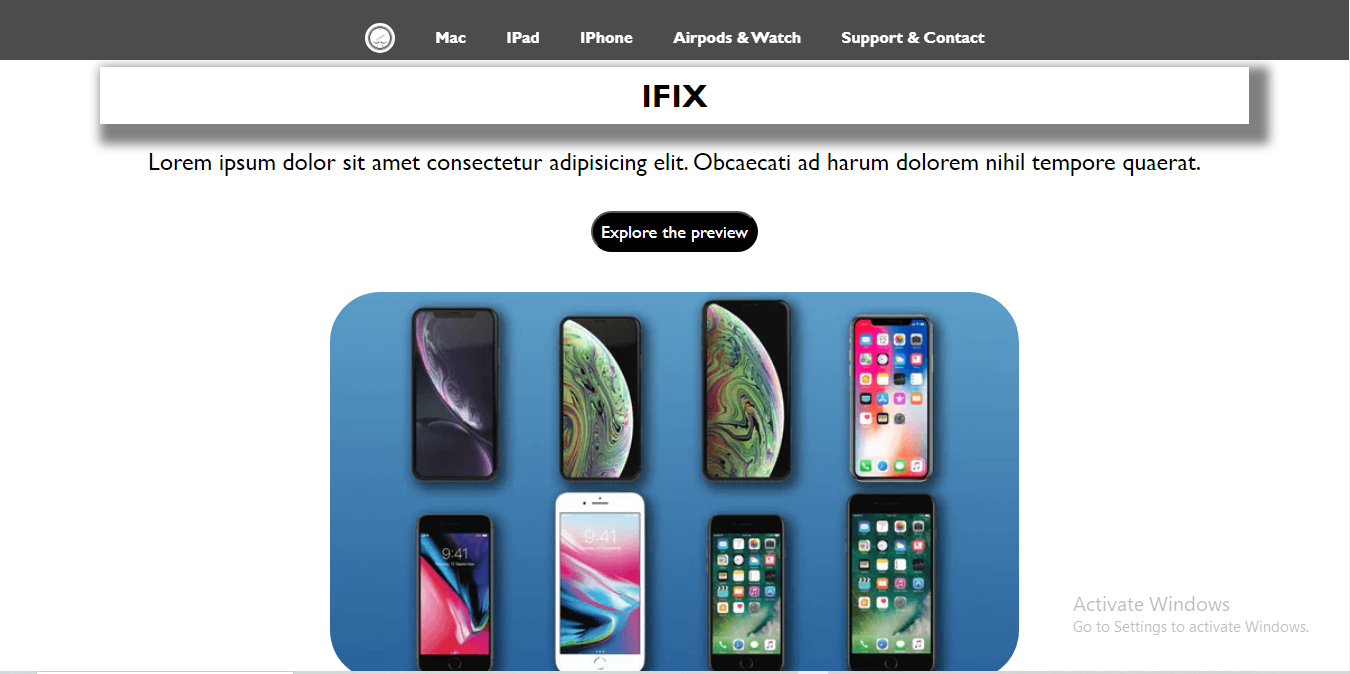 Mac IPad IPhone Airpods & Watch Support & Contact
IFIX
Lorem ipsum dolor sit amet consectetur adipisicing elit. Obcaecati ad harum dolorem nihil tempore quaerat.
Explore the preview
9:41
9:41
Activate Windows
Go to Settings to activate Windows.